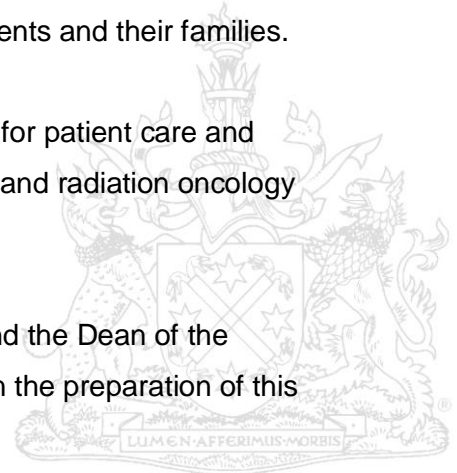 ents and their families.
for patient care and
and radiation oncology
nd the Dean of the
n the preparation of this
LUMEN·AFFERIMUS·MORBIS
®